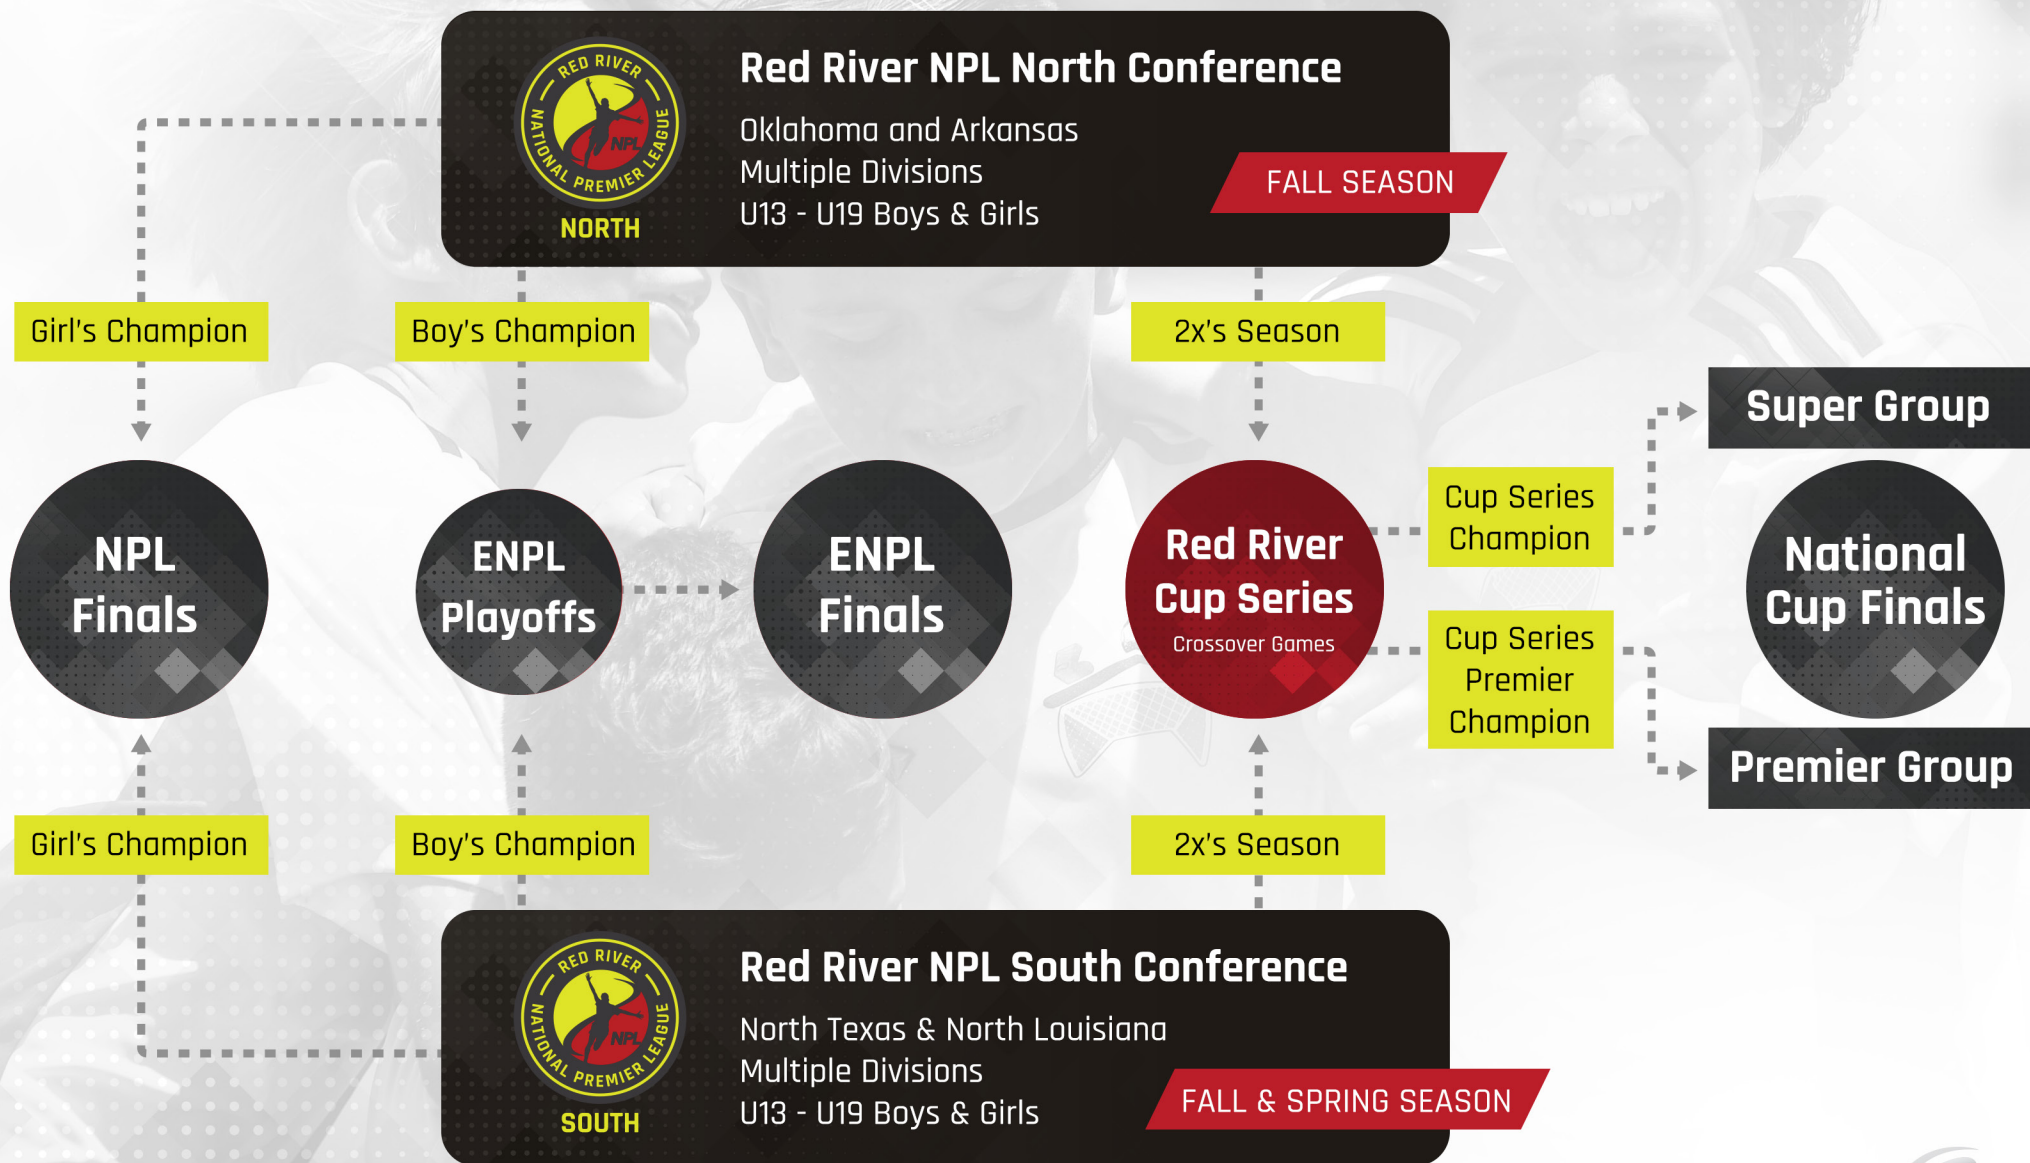 RED RIVER
NATIONAL PREMIER LEAGUE
NPL
NORTH
Red River NPL North Conference
Oklahoma and Arkansas
Multiple Divisions
U13 - U19 Boys & Girls
FALL SEASON
Girl's Champion
Boy's Champion
2x's Season
NPL
Finals
ENPL
Playoffs
ENPL
Finals
Red River
Cup Series
Crossover Games
Cup Series
Champion
Cup Series
Premier
Champion
Super Group
National
Cup Finals
Premier Group
Girl's Champion
Boy's Champion
2x's Season
RED RIVER
NATIONAL PREMIER LEAGUE
NPL
SOUTH
Red River NPL South Conference
North Texas & North Louisiana
Multiple Divisions
U13 - U19 Boys & Girls
FALL & SPRING SEASON